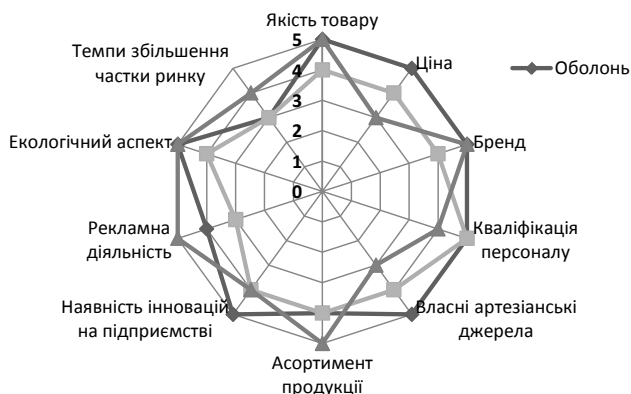 Якість товару
Темпи збільшення
частки ринку
5
4
3
2
1
0
Ціна
Оболонь
Екологічний аспект
Бренд
Рекламна
діяльність
Кваліфікація
персоналу
Наявність інновацій
на підприємстві
Власні артезіанські
джерела
Асортимент
продукції